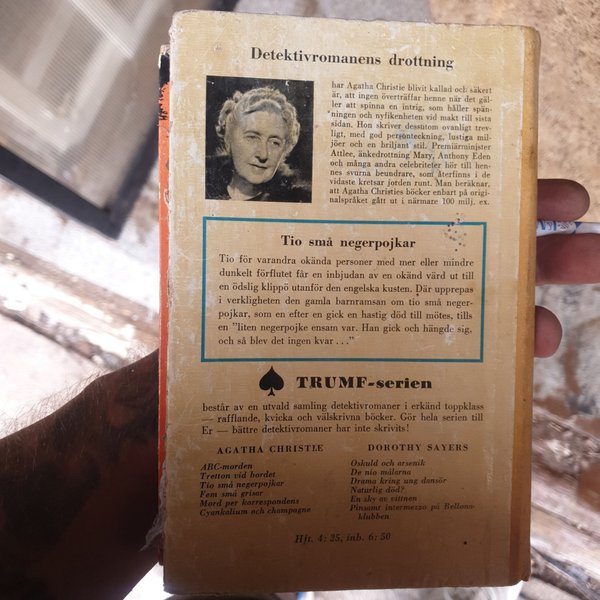 Detektivromanens drottning
har Agatha Christie blivit kallad och säkert
är, att ingen överträffar henne när det gäl-
ler att spinna en intrig, som håller spän-
ningen och nyfikenheten vid makt till sista
sidan. Hon skriver dessutom ovanligt trev-
ligt, med god personteckning, lustiga mil-
jöer och en briljant stil. Premiärminister
Attlee, änkedrottning Mary, Anthony Eden
och många andra celebriteter hör till hen-
nes svurna beundrare, som återfinns i de
vidaste kretsar jorden runt. Man beräknar,
att Agatha Christies böcker enbart på origi-
nalspråket gått ut i närmare 100 milj. ex.
Tio små negerpojkar
Tio för varandra okända personer med mer eller mindre
dunkelt förflutet får en inbjudan av en okänd värd ut till
en ödslig klippö utanför den engelska kusten. Där upprepas
i verkligheten den gamla barnramsan om tio små neger-
pojkar, som en efter en gick en hastig död till mötes, tills
en "liten negerpojke ensam var. Han gick och hängde sig,
och så blev det ingen kvar . . ."
TRUMF-serien
består av en utvald samling detektivromaner i erkänd toppklass
— rafflande, kvicka och välskrivna böcker. Gör hela serien till
Er — bättre detektivromaner har inte skrivits!
AGATHA CHRISTIE
ABC-morden
Tretton vid bordet
Tio små negerpojkar
Fem små grisar
Mord per korrespondens
Cyankalium och champagne
DOROTHY SAYERS
Oskuld och arsenik
De nio målarna
Drama kring ung dansör
Naturlig död?
En sky av vittnen
Pinsamt intermezzo på Bellona-
klubben
Hft. 4: 25, inb. 6: 50